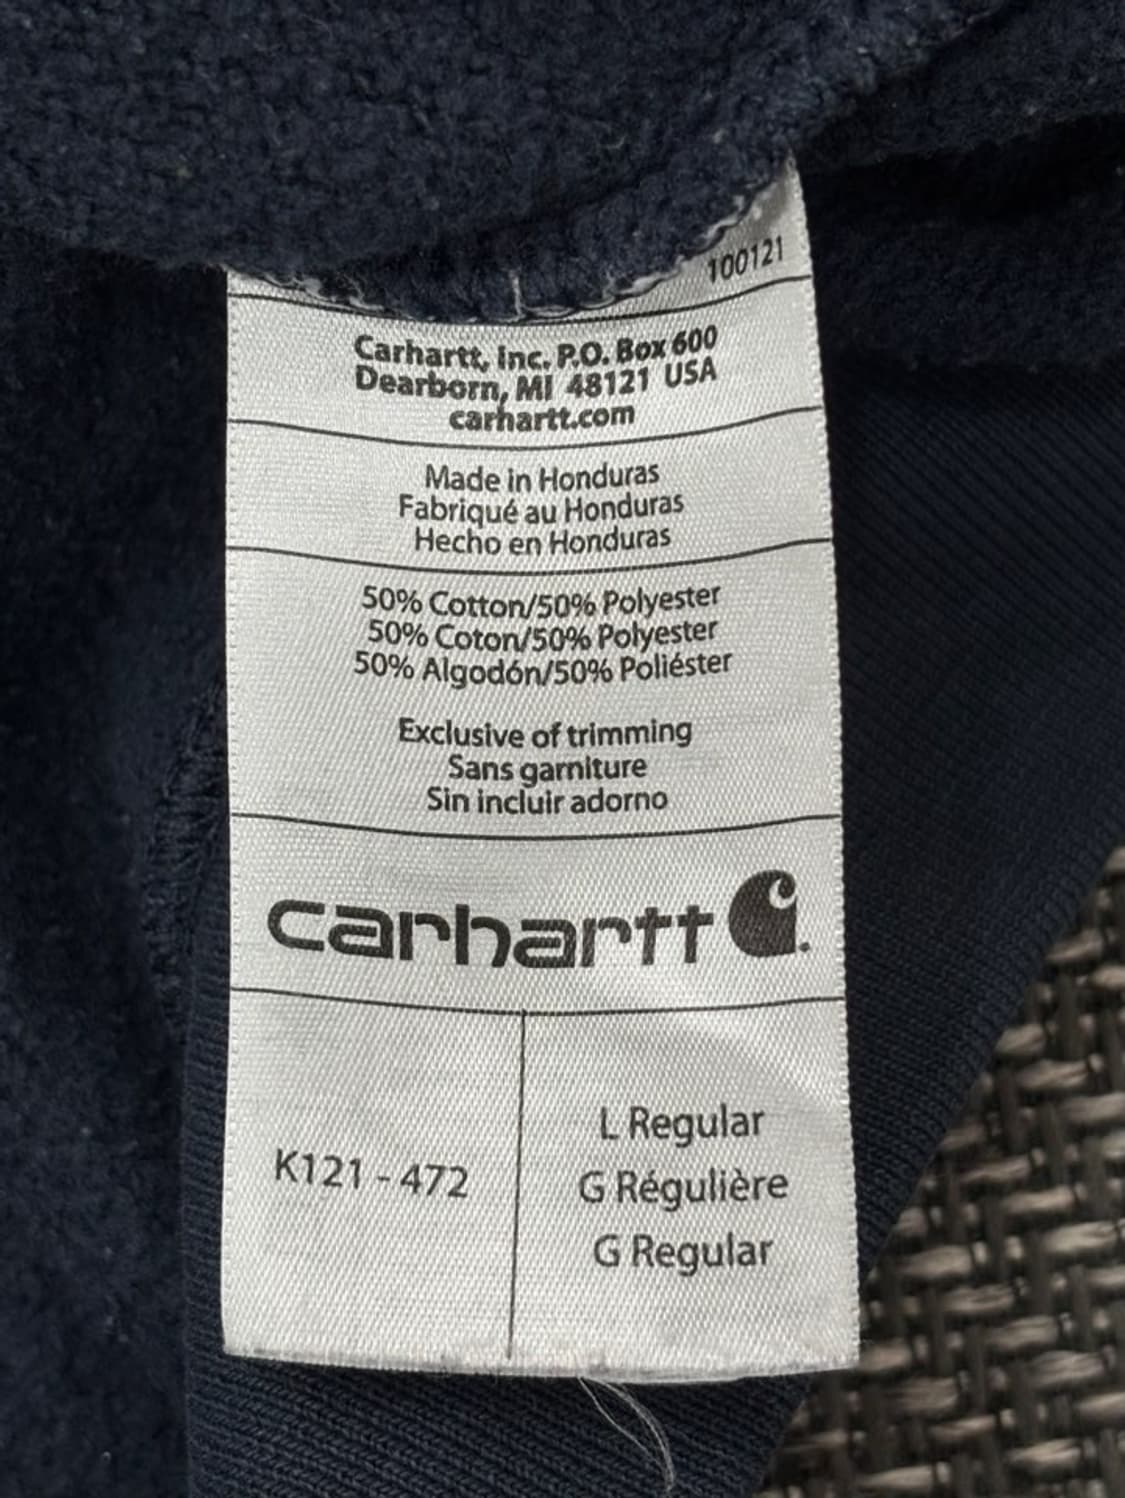 100121
Carhartt, Inc. P.O. Box 600
Dearborn, MI 48121 USA
carhartt.com
Made in Honduras
Fabriqué au Honduras
Hecho en Honduras
50% Cotton/50% Polyester
50% Coton/50% Polyester
50% Algodón/50% Poliéster
Exclusive of trimming
Sans garniture
Sin incluir adorno
carhartt
K121 - 472
L Regular
G Régulière
G Regular